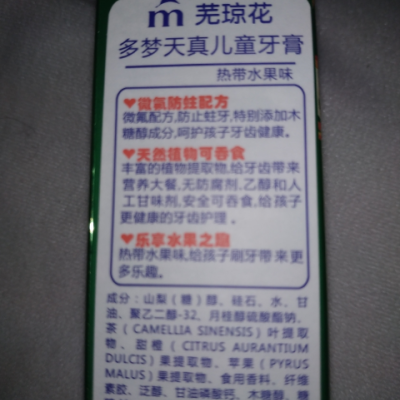 m 芜琼花
多梦天真儿童牙膏
热带水果味
❤微氟防蛀配方
微氟配方,防止蛀牙,特别添加木
糖醇成分,呵护孩子牙齿健康。
❤天然植物可吞食
丰富的植物提取物,给牙齿带来
营养大餐,无防腐剂,乙醇和人
工甘味剂,安全可吞食,给孩子
更健康的牙齿护理。
❤乐享水果之趣
热带水果味,给孩子刷牙带来更
多乐趣。
成分:山梨(糖)醇、硅石、水、甘
油、聚乙二醇-32、月桂醇硫酸酯钠、
茶(CAMELLIA SINENSIS)叶提取
物、甜橙(CITRUS AURANTIUM
DULCIS)果提取物、苹果(PYRUS
MALUS)果提取物、食用香料、纤维
素胶、泛醇、甘油磷酸钙、木糖醇、糖